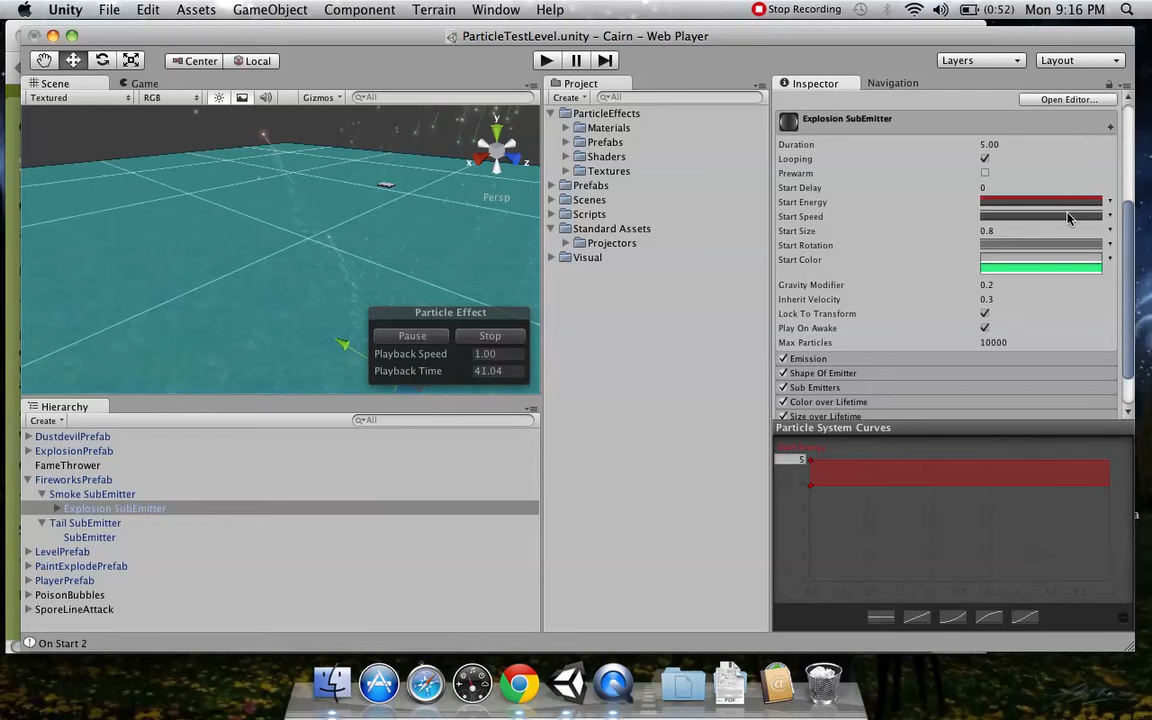 Unity File Edit Assets GameObject Component Terrain Window Help Stop Recording (0:52) Mon 9:16 PM
ParticleTestLevel.unity - Cairn - Web Player
Center Local Layers Layout
Scene Game
Textured RGB Gizmos All
Persp
x
y
z
Particle Effect
Pause Stop
Playback Speed 1.00
Playback Time 41.04
Hierarchy
Create All
DustdevilPrefab
ExplosionPrefab
FameThrower
FireworksPrefab
Smoke SubEmitter
Explosion SubEmitter
Tail SubEmitter
SubEmitter
LevelPrefab
PaintExplodePrefab
PlayerPrefab
PoisonBubbles
SporeLineAttack
On Start 2
Project
Create All
ParticleEffects
Materials
Prefabs
Shaders
Textures
Prefabs
Scenes
Scripts
Standard Assets
Projectors
Visual
Inspector Navigation
Open Editor...
Explosion SubEmitter
Duration 5.00
Looping
Prewarm
Start Delay 0
Start Energy
Start Speed
Start Size 0.8
Start Rotation
Start Color
Gravity Modifier 0.2
Inherit Velocity 0.3
Lock To Transform
Play On Awake
Max Particles 10000
Emission
Shape Of Emitter
Sub Emitters
Color over Lifetime
Size over Lifetime
Particle System Curves
5
PDF